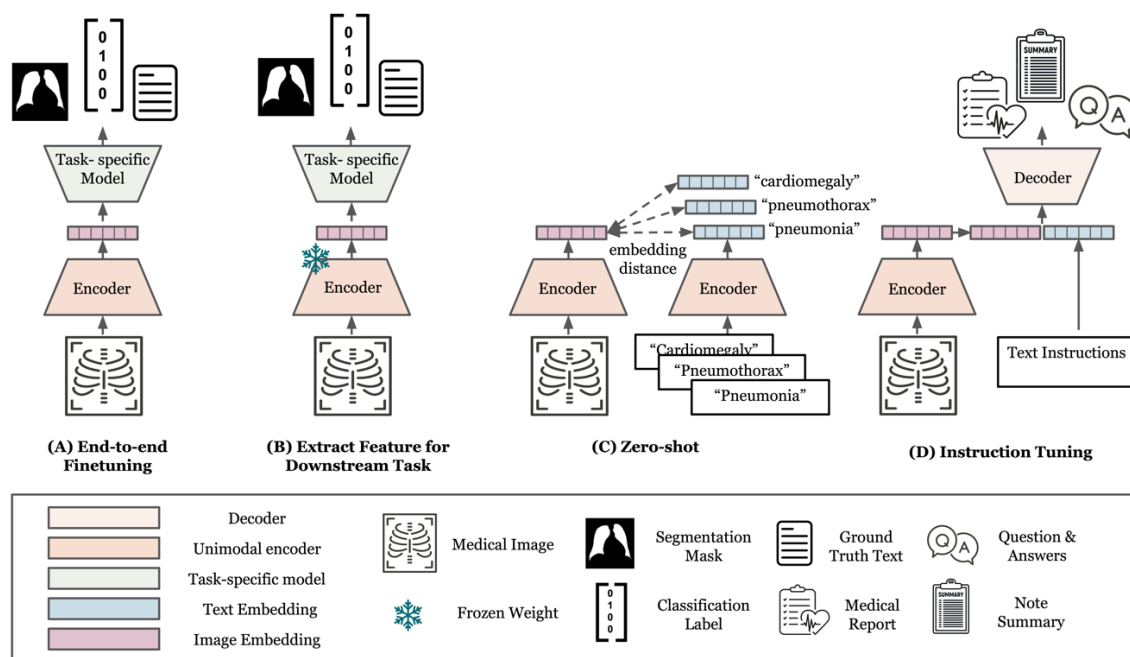 0
1
0
0
0
1
0
0
SUMMARY
Q
A
Task- specific
Model
Task- specific
Model
Decoder
“cardiomegaly”
“pneumothorax”
“pneumonia”
embedding
distance
Encoder
Encoder
Encoder
Encoder
Encoder
“Cardiomegaly”
“Pneumothorax”
“Pneumonia”
Text Instructions
(A) End-to-end
Finetuning
(B) Extract Feature for
Downstream Task
(C) Zero-shot
(D) Instruction Tuning
Decoder
Unimodal encoder
Task-specific model
Text Embedding
Image Embedding
Medical Image
Frozen Weight
Segmentation
Mask
0
1
0
0
Classification
Label
Ground
Truth Text
Medical
Report
Q
A
Question &
Answers
SUMMARY
Note
Summary